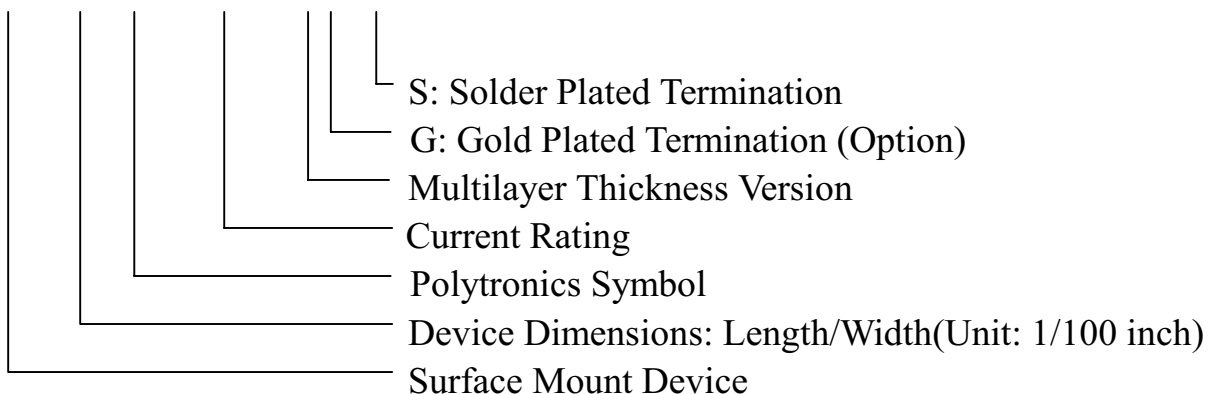 S: Solder Plated Termination
G: Gold Plated Termination (Option)
Multilayer Thickness Version
Current Rating
Polytronics Symbol
Device Dimensions: Length/Width(Unit: 1/100 inch)
Surface Mount Device